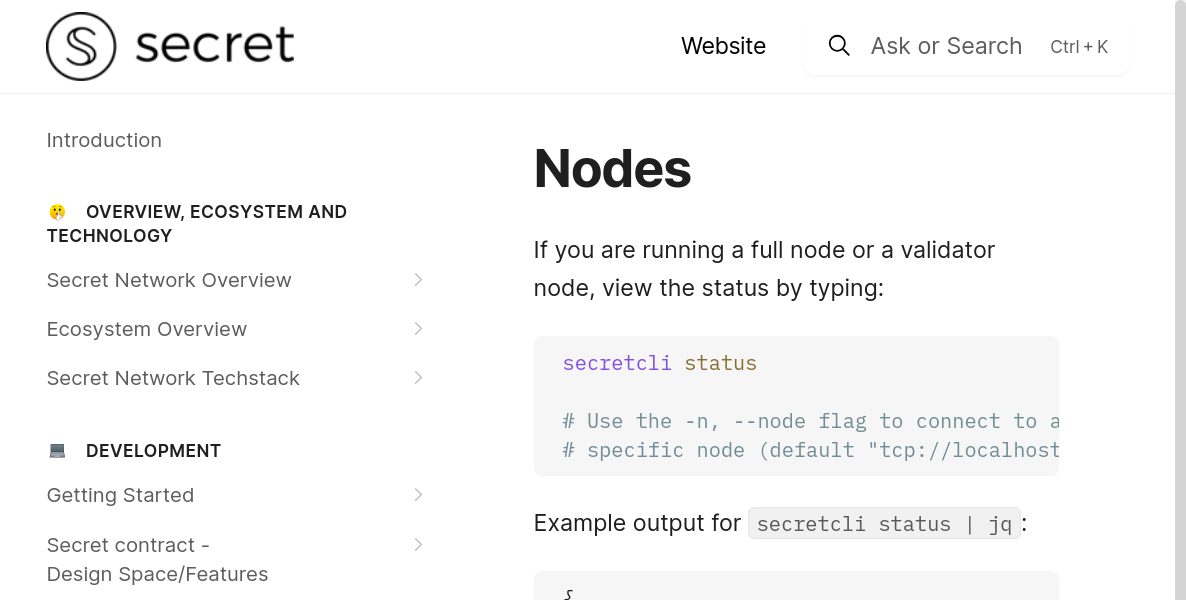 secret
Website
Ask or Search Ctrl + K
Introduction
OVERVIEW, ECOSYSTEM AND
TECHNOLOGY
Secret Network Overview
Ecosystem Overview
Secret Network Techstack
DEVELOPMENT
Getting Started
Secret contract -
Design Space/Features
Nodes
If you are running a full node or a validator
node, view the status by typing:
secretcli status
# Use the -n, --node flag to connect to a
# specific node (default "tcp://localhost
Example output for secretcli status | jq:
{